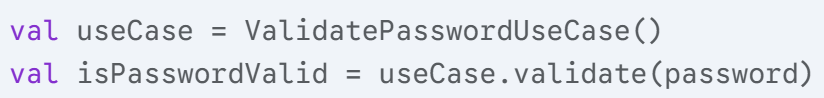 val useCase = ValidatePasswordUseCase()
val isPasswordValid = useCase.validate(password)